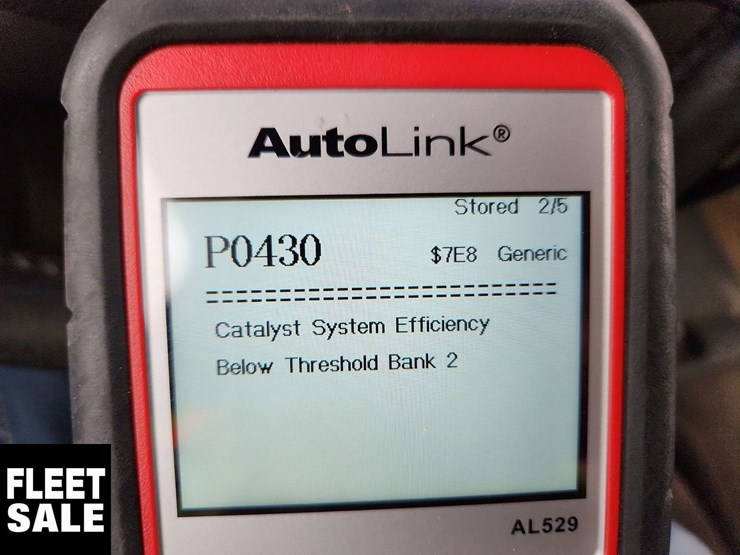 AutoLink®
Stored 2/5
P0430 $7E8 Generic
==============================
Catalyst System Efficiency
Below Threshold Bank 2
AL529
FLEET
SALE